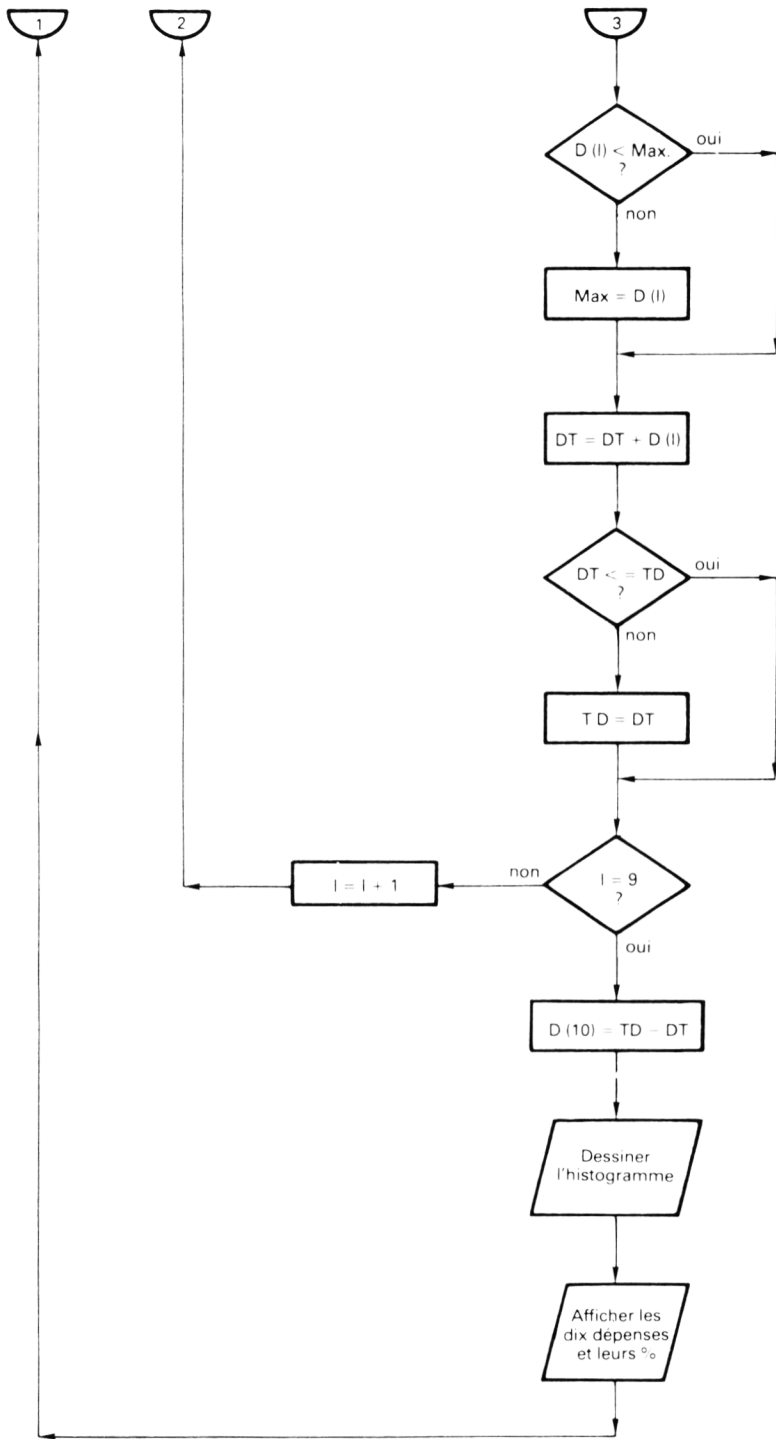 1
2
3
D (I) < Max.
?
oui
non
Max = D (I)
DT = DT + D (I)
DT < = TD
?
oui
non
T D = DT
I = 9
?
non
I = I + 1
oui
D (10) = TD - DT
Dessiner
l'histogramme
Afficher les
dix dépenses
et leurs %